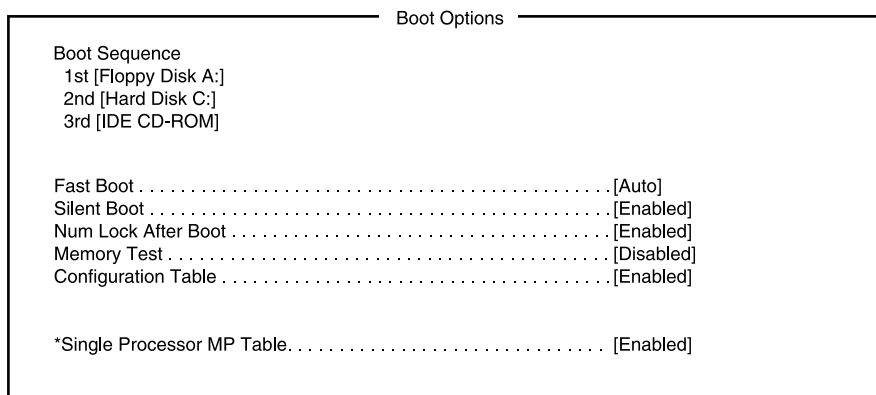 Boot Options
Boot Sequence
1st [Floppy Disk A:]
2nd [Hard Disk C:]
3rd [IDE CD-ROM]
Fast Boot . . . . . . . . . . . . . . . . . . . . . . . . . . . . . . . . . . . . . . . . . . . . . . [Auto]
Silent Boot . . . . . . . . . . . . . . . . . . . . . . . . . . . . . . . . . . . . . . . . . . . . . [Enabled]
Num Lock After Boot . . . . . . . . . . . . . . . . . . . . . . . . . . . . . . . . . . . . . [Enabled]
Memory Test . . . . . . . . . . . . . . . . . . . . . . . . . . . . . . . . . . . . . . . . . . . [Disabled]
Configuration Table . . . . . . . . . . . . . . . . . . . . . . . . . . . . . . . . . . . . . . [Enabled]
*Single Processor MP Table. . . . . . . . . . . . . . . . . . . . . . . . . . . . . . . [Enabled]